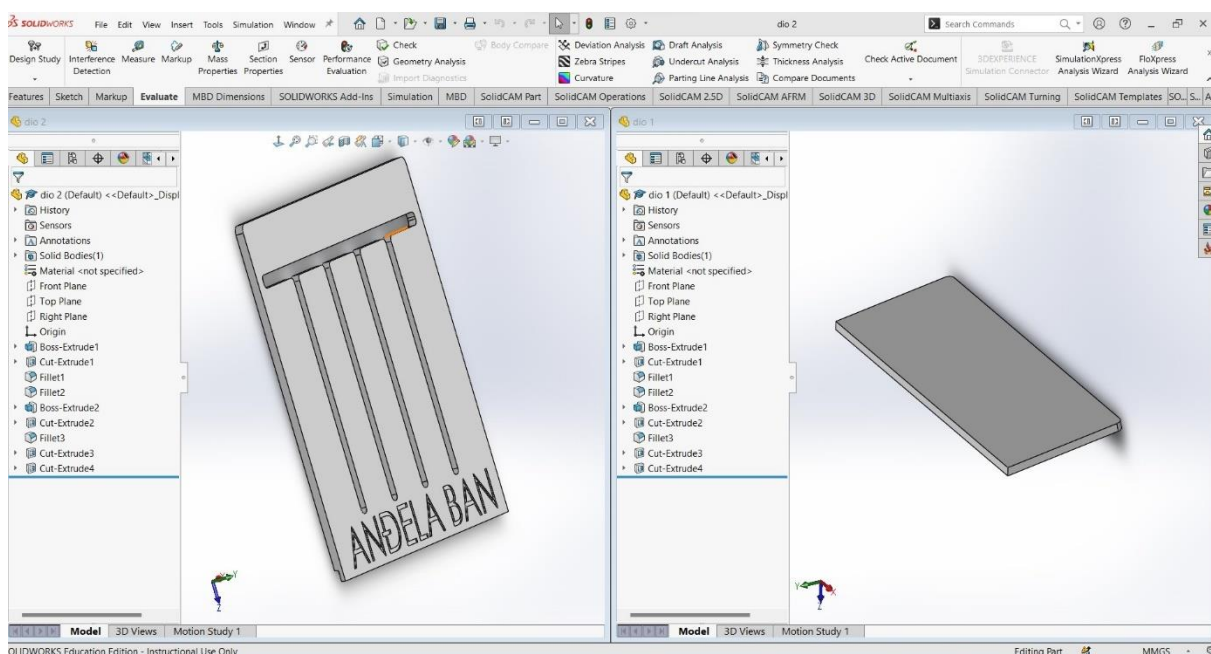 SOLIDWORKS File Edit View Insert Tools Simulation Window dio 2 Search Commands
Design Study Interference Detection Measure Markup Mass Properties Section Properties Sensor Performance Evaluation Check Geometry Analysis Import Diagnostics Body Compare Deviation Analysis Zebra Stripes Curvature Draft Analysis Undercut Analysis Parting Line Analysis Symmetry Check Thickness Analysis Compare Documents Check Active Document 3DEXPERIENCE Simulation Connector SimulationXpress Analysis Wizard FloXpress Analysis Wizard
Features Sketch Markup Evaluate MBD Dimensions SOLIDWORKS Add-Ins Simulation MBD SolidCAM Part SolidCAM Operations SolidCAM 2.5D SolidCAM AFRM SolidCAM 3D SolidCAM Multiaxis SolidCAM Turning SolidCAM Templates SO... S... A
dio 2
dio 2 (Default) <<Default>_Displ
History
Sensors
Annotations
Solid Bodies(1)
Material <not specified>
Front Plane
Top Plane
Right Plane
Origin
Boss-Extrude1
Cut-Extrude1
Fillet1
Fillet2
Boss-Extrude2
Cut-Extrude2
Fillet3
Cut-Extrude3
Cut-Extrude4
ANĐELA BAN
Y
Z
Model 3D Views Motion Study 1
dio 1
dio 1 (Default) <<Default>_Displ
History
Sensors
Annotations
Solid Bodies(1)
Material <not specified>
Front Plane
Top Plane
Right Plane
Origin
Boss-Extrude1
Cut-Extrude1
Fillet1
Fillet2
Boss-Extrude2
Cut-Extrude2
Fillet3
Cut-Extrude3
Cut-Extrude4
Y
X
Z
Model 3D Views Motion Study 1
OLIDWORKS Education Edition - Instructional Use Only Editing Part MMGS